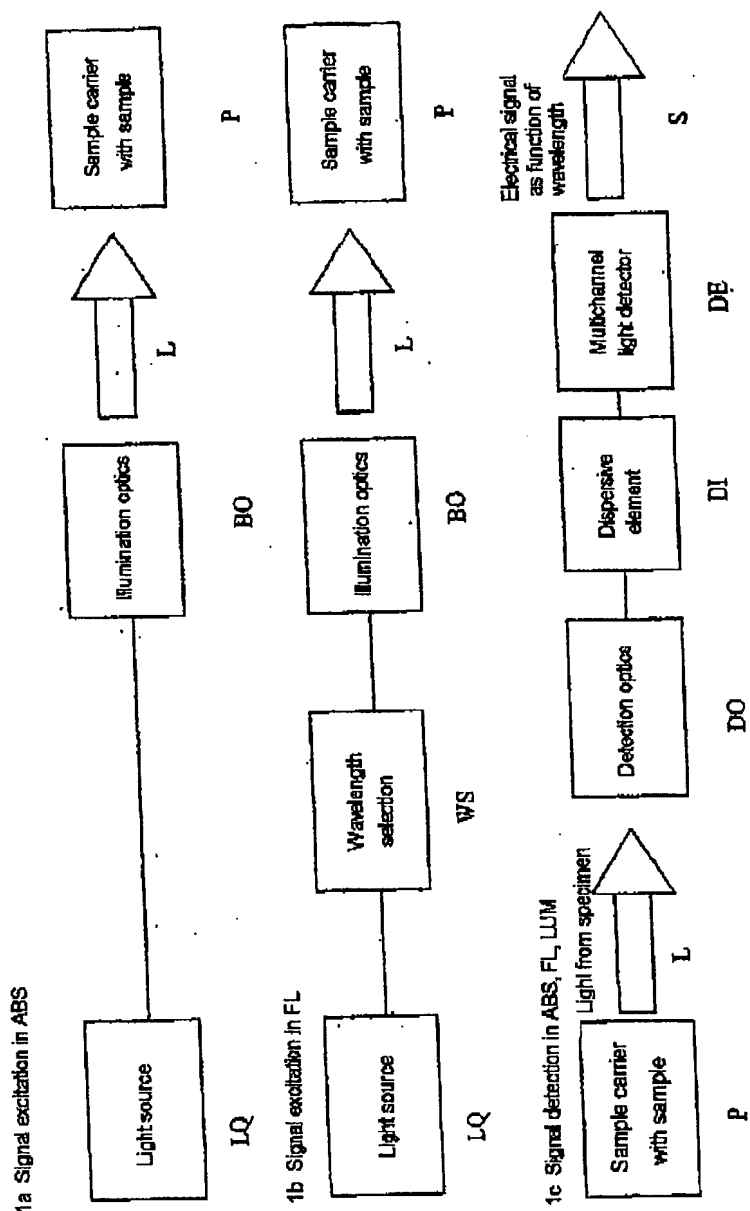 1a Signal excitation in ABS
Light source
LQ
Illumination optics
BO
L
Sample carrier
with sample
P
1b Signal excitation in FL
Light source
LQ
Wavelength
selection
WS
Illumination optics
BO
L
Sample carrier
with sample
P
1c Signal detection in ABS, FL, LUM
Sample carrier
with sample
P
Light from specimen
L
Detection optics
DO
Dispersive
element
DI
Multichannel
light detector
DE
Electrical signal
as function of
wavelength
S